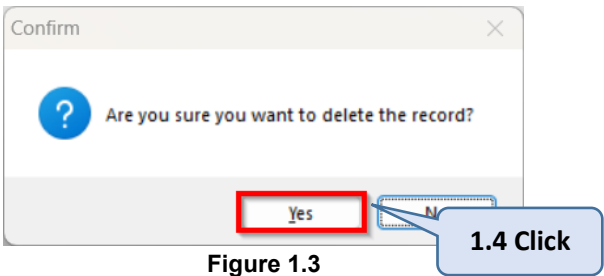 Confirm
Are you sure you want to delete the record?
Yes
1.4 Click
Figure 1.3